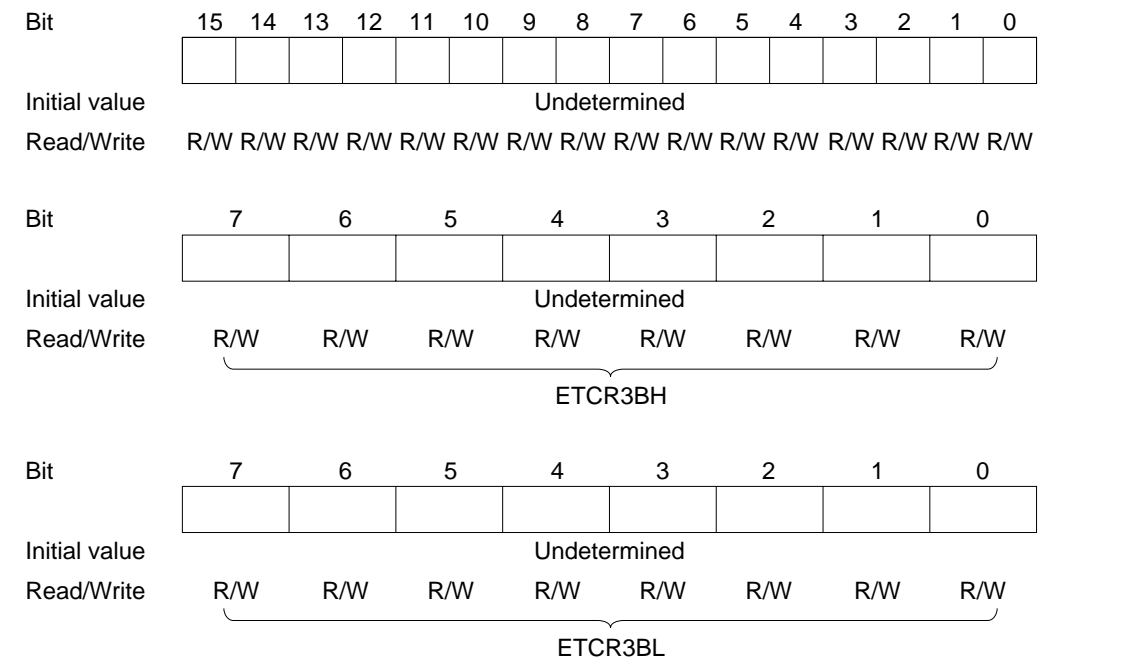 Bit 15 14 13 12 11 10 9 8 7 6 5 4 3 2 1 0
Initial value Undetermined
Read/Write R/W R/W R/W R/W R/W R/W R/W R/W R/W R/W R/W R/W R/W R/W R/W R/W
Bit 7 6 5 4 3 2 1 0
Initial value Undetermined
Read/Write R/W R/W R/W R/W R/W R/W R/W R/W
ETCR3BH
Bit 7 6 5 4 3 2 1 0
Initial value Undetermined
Read/Write R/W R/W R/W R/W R/W R/W R/W R/W
ETCR3BL